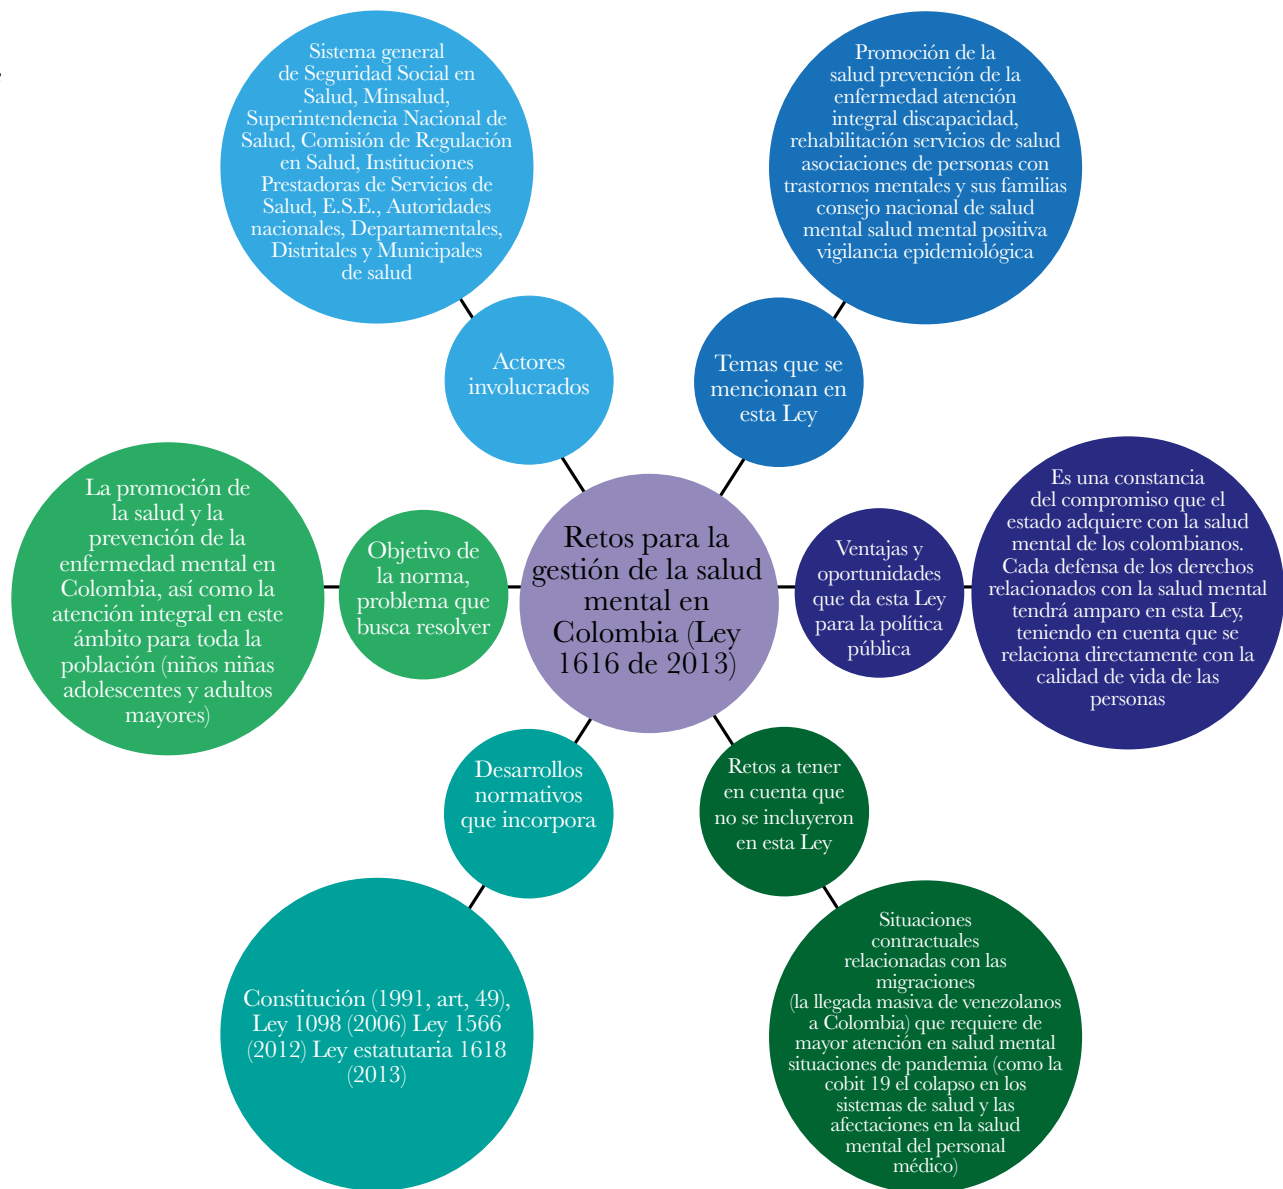 Sistema general
de Seguridad Social en
Salud, Minsalud,
Superintendencia Nacional de
Salud, Comisión de Regulación
en Salud, Instituciones
Prestadoras de Servicios de
Salud, E.S.E., Autoridades
nacionales, Departamentales,
Distritales y Municipales
de salud
Promoción de la
salud prevención de la
enfermedad atención
integral discapacidad,
rehabilitación servicios de salud
asociaciones de personas con
trastornos mentales y sus familias
consejo nacional de salud
mental salud mental positiva
vigilancia epidemiológica
Actores
involucrados
Temas que se
mencionan en
esta Ley
La promoción de
la salud y la
prevención de la
enfermedad mental en
Colombia, así como la
atención integral en este
ámbito para toda la
población (niños niñas
adolescentes y adultos
mayores)
Objetivo de
la norma,
problema que
busca resolver
Retos para la
gestión de la salud
mental en
Colombia (Ley
1616 de 2013)
Ventajas y
oportunidades
que da esta Ley
para la política
pública
Es una constancia
del compromiso que el
estado adquiere con la salud
mental de los colombianos.
Cada defensa de los derechos
relacionados con la salud mental
tendrá amparo en esta Ley,
teniendo en cuenta que se
relaciona directamente con la
calidad de vida de las
personas
Desarrollos
normativos
que incorpora
Retos a tener
en cuenta que
no se incluyeron
en esta Ley
Constitución (1991, art, 49),
Ley 1098 (2006) Ley 1566
(2012) Ley estatutaria 1618
(2013)
Situaciones
contractuales
relacionadas con las
migraciones
(la llegada masiva de venezolanos
a Colombia) que requiere de
mayor atención en salud mental
situaciones de pandemia (como la
cobit 19 el colapso en los
sistemas de salud y las
afectaciones en la salud
mental del personal
médico)